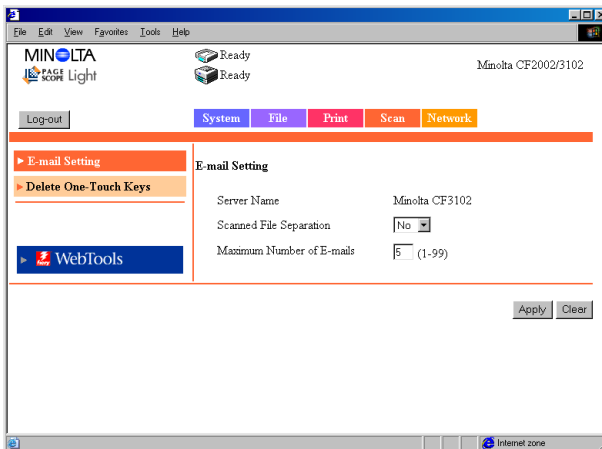 File Edit View Favorites Tools Help
MINOLTA
PAGE SCOPE Light
Ready
Ready
Minolta CF2002/3102
Log-out
System File Print Scan Network
E-mail Setting
Delete One-Touch Keys
WebTools
E-mail Setting
Server Name Minolta CF3102
Scanned File Separation No
Maximum Number of E-mails 5 (1-99)
Apply Clear
Internet zone